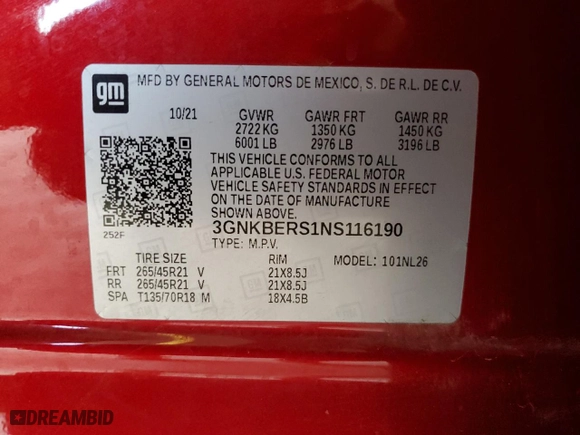 gm
MFD BY GENERAL MOTORS DE MEXICO, S. DE R.L. DE C.V.
10/21 GVWR GAWR FRT GAWR RR
2722 KG 1350 KG 1450 KG
6001 LB 2976 LB 3196 LB
THIS VEHICLE CONFORMS TO ALL
APPLICABLE U.S. FEDERAL MOTOR
VEHICLE SAFETY STANDARDS IN EFFECT
ON THE DATE OF MANUFACTURE
SHOWN ABOVE.
252F
3GNKBERS1NS116190
TYPE: M.P.V.
TIRE SIZE RIM MODEL: 101NL26
FRT 265/45R21 V 21X8.5J
RR 265/45R21 V 21X8.5J
SPA T135/70R18 M 18X4.5B
DREAMBID